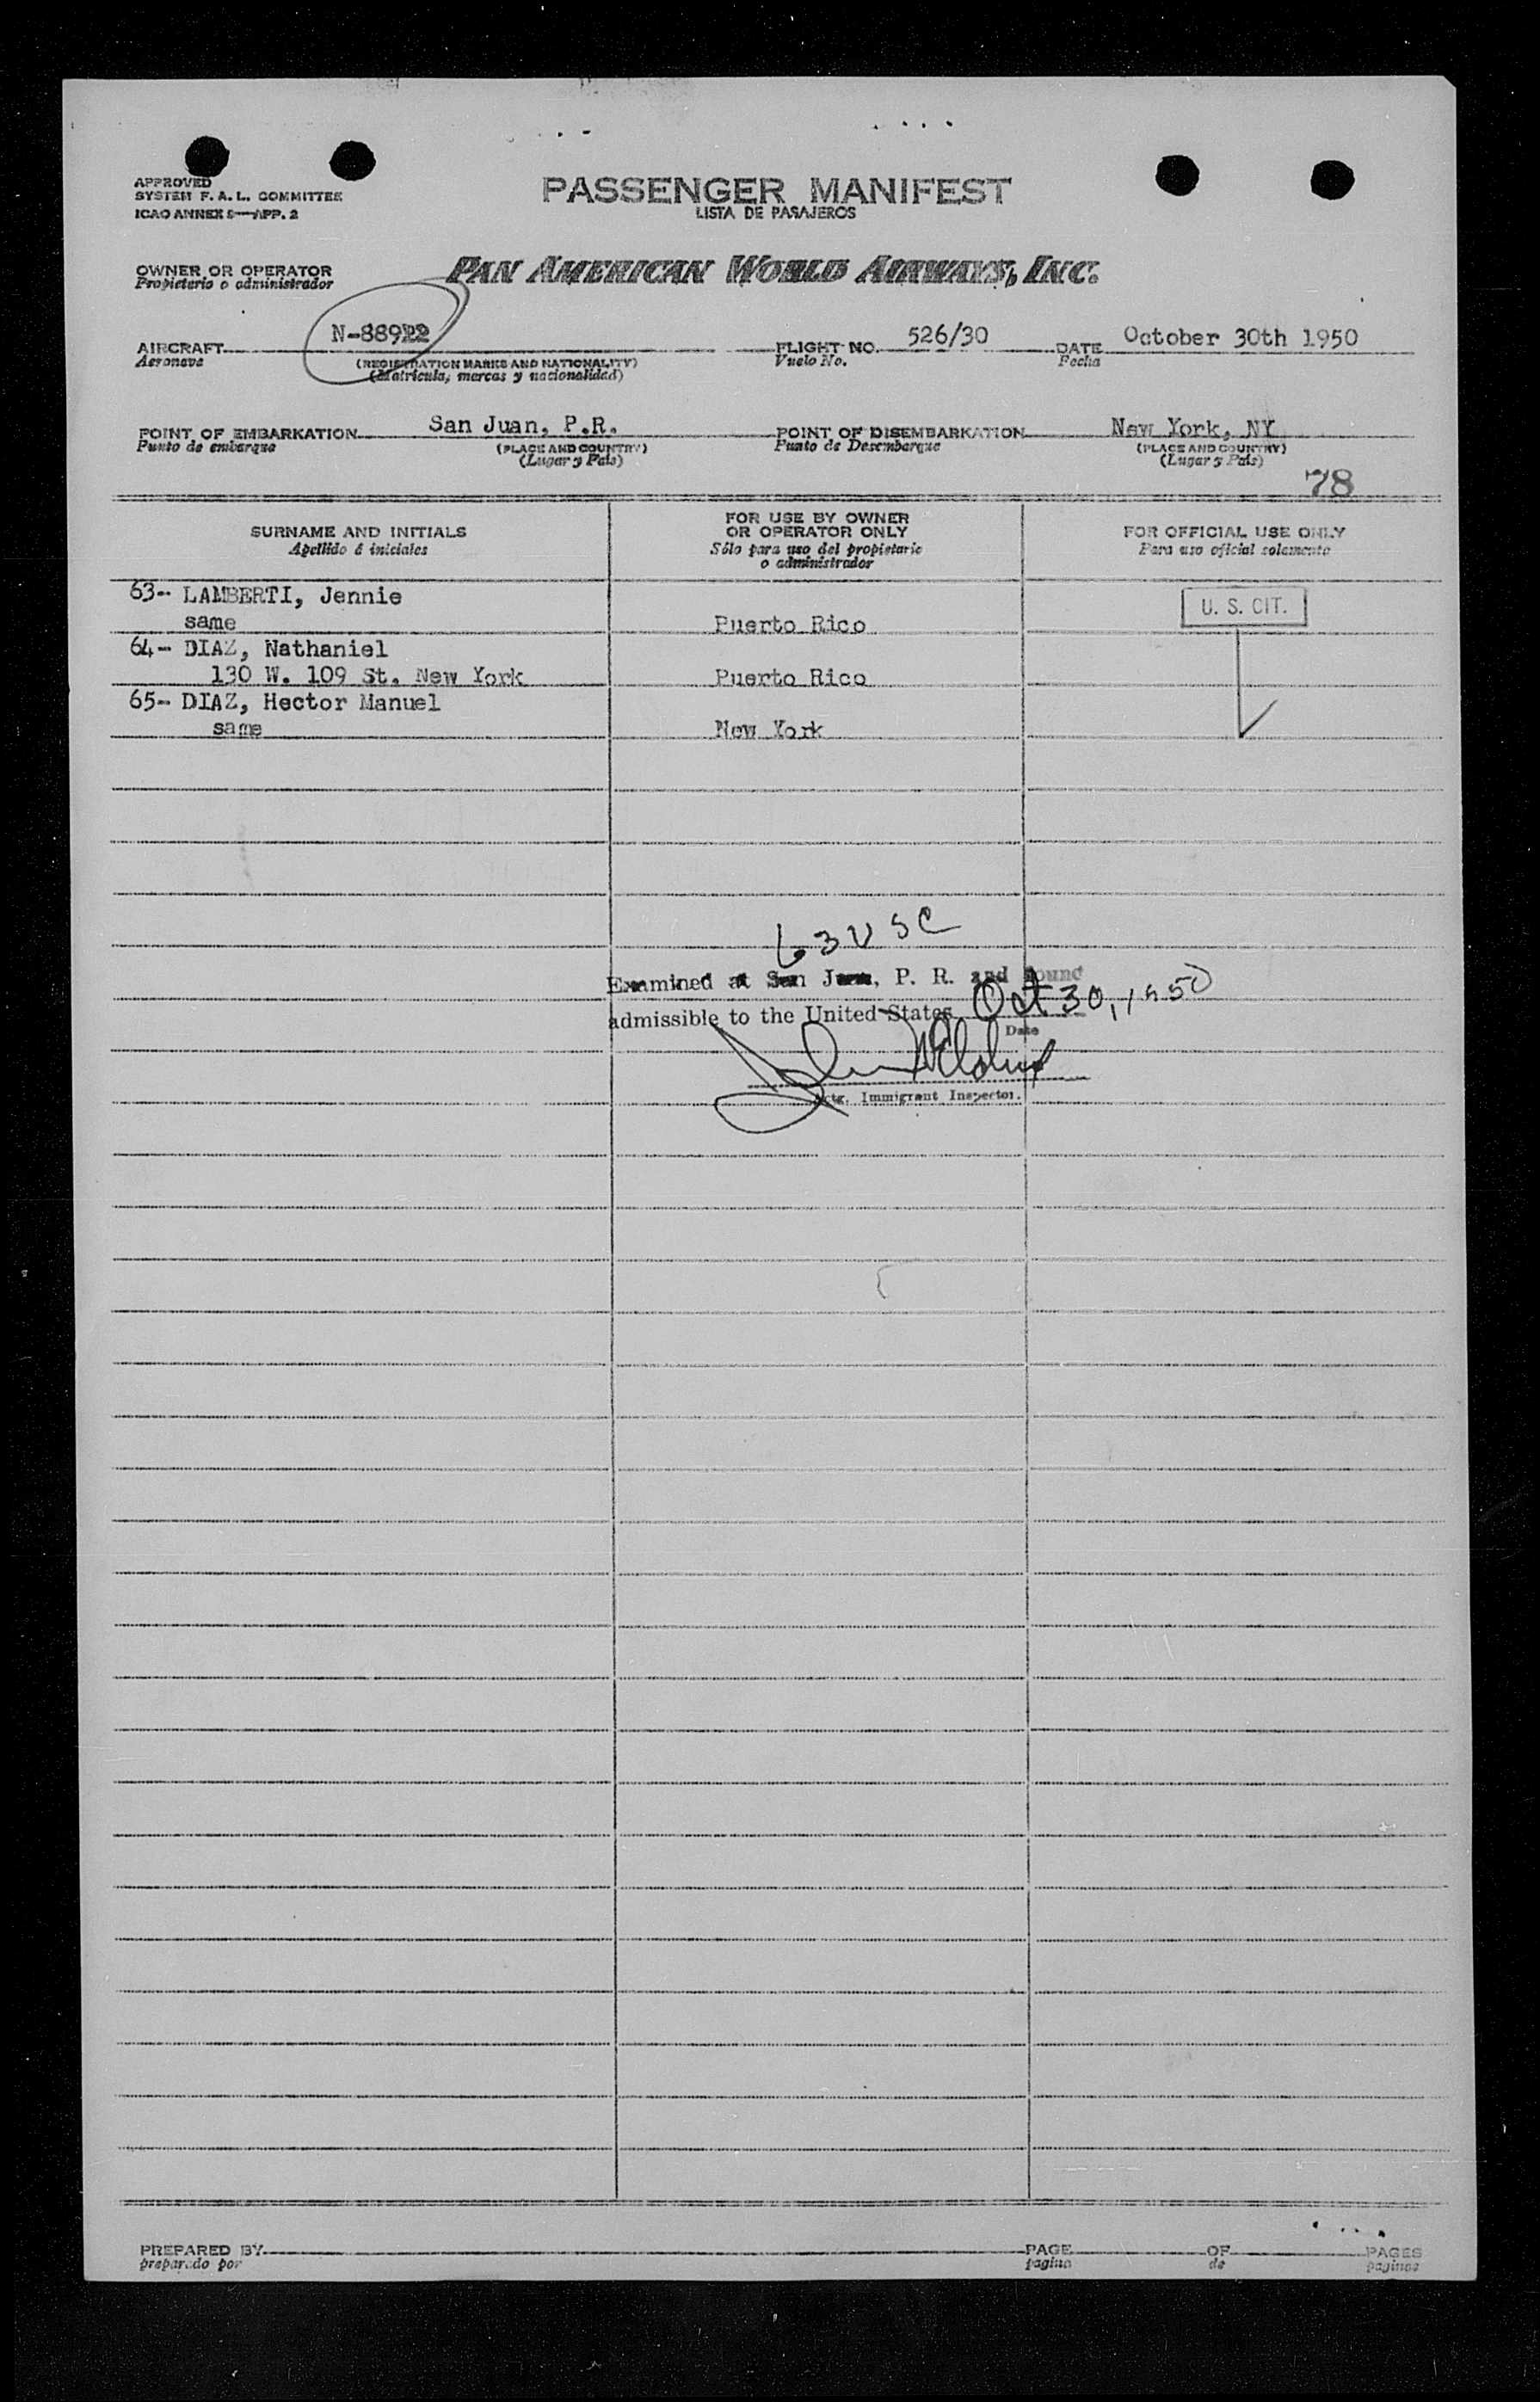 APPROVED
SYSTEM F. A. L. COMMITTEE
ICAO ANNEX 9—APP. 2
PASSENGER MANIFEST
LISTA DE PASAJEROS
OWNER OR OPERATOR
Propietario o administrador
PAN AMERICAN WORLD AIRWAYS, INC.
AIRCRAFT N-88922
Aeronave
(REGISTRATION MARKS AND NATIONALITY)
(Matrícula, marcas y nacionalidad)
FLIGHT NO. 526/30
Vuelo No.
DATE October 30th 1950
Fecha
POINT OF EMBARKATION San Juan, P.R.
Punto de embarque
(PLACE AND COUNTRY)
(Lugar y País)
POINT OF DISEMBARKATION New York, NY
Punto de Desembarque
(PLACE AND COUNTRY)
(Lugar y País)
78
SURNAME AND INITIALS
Apellido é iniciales
FOR USE BY OWNER
OR OPERATOR ONLY
Sólo para uso del propietario
o administrador
FOR OFFICIAL USE ONLY
Para uso oficial solamente
63- LAMBERTI, Jennie
same Puerto Rico
U. S. CIT.
64- DIAZ, Nathaniel
130 W. 109 St. New York Puerto Rico
65- DIAZ, Hector Manuel
same New York
63 U S C
Examined at San Juan, P. R. and found
admissible to the United States Oct 30, 1950
Date
Actg. Immigrant Inspector.
PREPARED BY
preparado por
PAGE OF PAGES
pagina de paginas